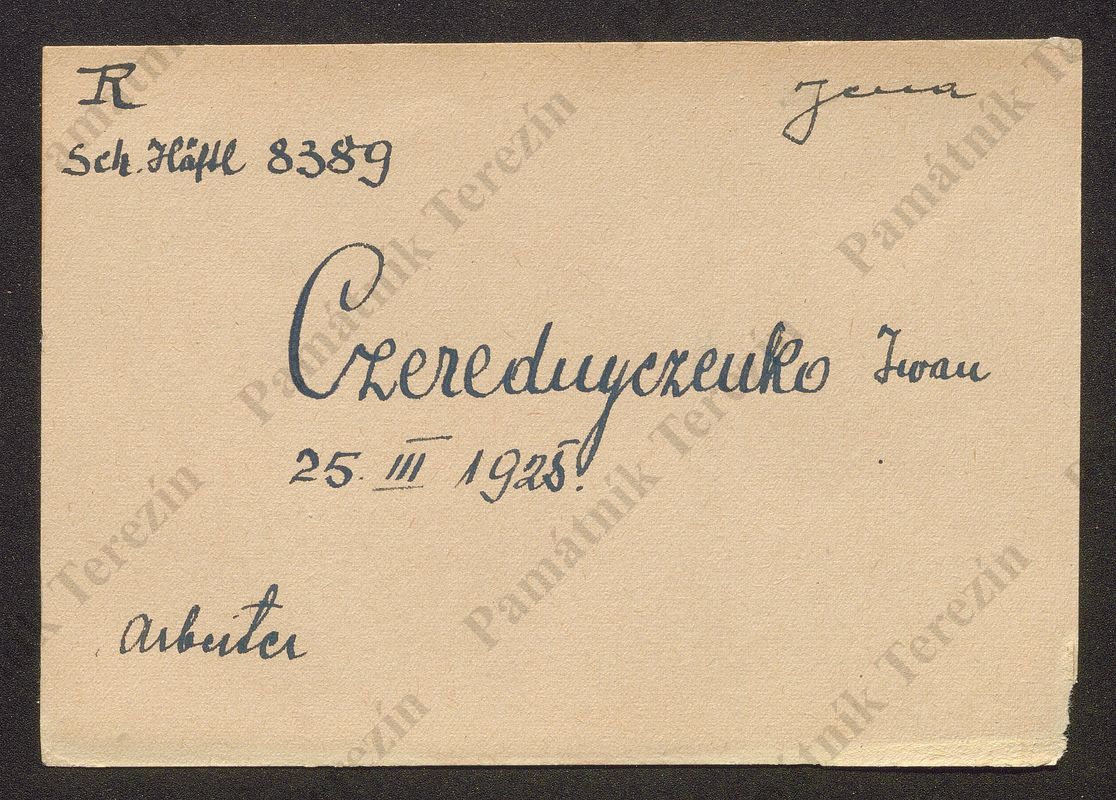 R
Jena
Sch. Häftl 8389
Czerednyczenko Iwan
25. III 1925.
Arbeiter
Památník Terezín